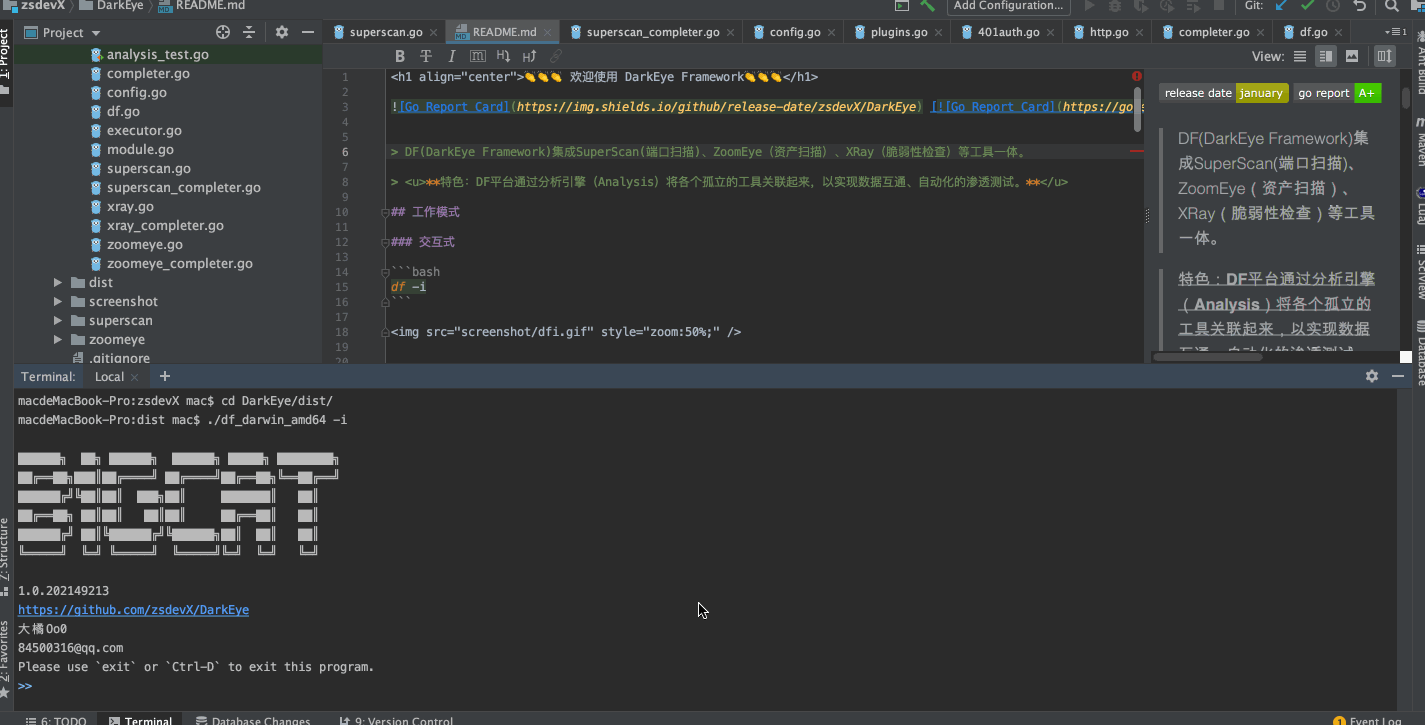 zsdevX 〉 DarkEye 〉 README.md
Add Configuration...
Git:
Project
superscan.go
README.md
superscan_completer.go
config.go
plugins.go
401auth.go
http.go
completer.go
df.go
1: Project
analysis_test.go
completer.go
config.go
df.go
executor.go
module.go
superscan.go
superscan_completer.go
xray.go
xray_completer.go
zoomeye.go
zoomeye_completer.go
dist
screenshot
superscan
zoomeye
.gitignore
View:
1 <h1 align="center">👏👏👏 欢迎使用 DarkEye Framework👏👏👏</h1>
2
3 ![Go Report Card](https://img.shields.io/github/release-date/zsdevX/DarkEye) [![Go Report Card](https://go
4
5
6 > DF(DarkEye Framework)集成SuperScan(端口扫描)、ZoomEye（资产扫描）、XRay（脆弱性检查）等工具一体。
7
8 > <u>**特色：DF平台通过分析引擎（Analysis）将各个孤立的工具关联起来，以实现数据互通、自动化的渗透测试。**</u>
9
10 ## 工作模式
11
12 ### 交互式
13
14 ```bash
15 df -i
16 ```
17
18 <img src="screenshot/dfi.gif" style="zoom:50%;" />
19
20
release date january go report A+
DF(DarkEye Framework)集
成SuperScan(端口扫描)、
ZoomEye（资产扫描）、
XRay（脆弱性检查）等工具
一体。
特色：DF平台通过分析引擎
（Analysis）将各个孤立的
工具关联起来，以实现数据
互通、自动化的渗透测试。
Ant Build
Maven
Luag
SciView
Database
Terminal: Local
macdeMacBook-Pro:zsdevX mac$ cd DarkEye/dist/
macdeMacBook-Pro:dist mac$ ./df_darwin_amd64 -i
B1GCAT
1.0.202149213
https://github.com/zsdevX/DarkEye
大橘Oo0
84500316@qq.com
Please use `exit` or `Ctrl-D` to exit this program.
>>
7: Structure
2: Favorites
6: TODO
Terminal
Database Changes
9: Version Control
1 Event Log